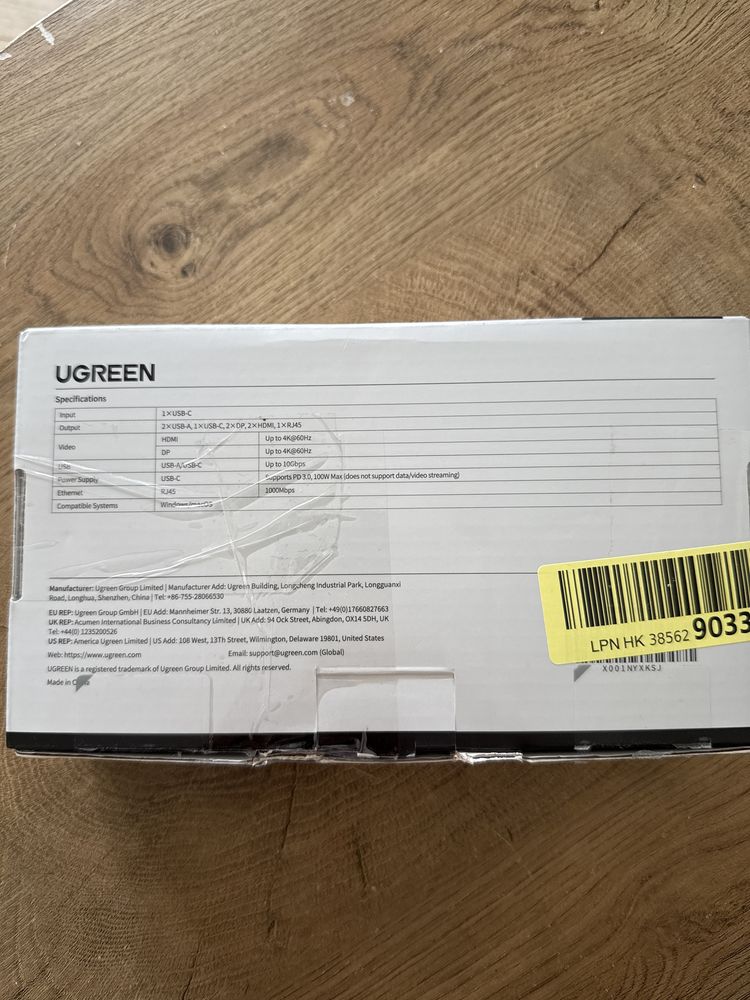 UGREEN
Specifications
Input 1×USB-C
Output 2×USB-A, 1×USB-C, 2×DP, 2×HDMI, 1×RJ45
Video HDMI Up to 4K@60Hz
DP Up to 4K@60Hz
USB USB-A/USB-C Up to 10Gbps
Power Supply USB-C Supports PD 3.0, 100W Max (does not support data/video streaming)
Ethernet RJ45 1000Mbps
Compatible Systems Windows/macOS
Manufacturer: Ugreen Group Limited | Manufacturer Add: Ugreen Building, Longcheng Industrial Park, Longguanxi
Road, Longhua, Shenzhen, China | Tel: +86-755-28066530
EU REP: Ugreen Group GmbH | EU Add: Mannheimer Str. 13, 30880 Laatzen, Germany | Tel: +49(0)17660827663
UK REP: Acumen International Business Consultancy Limited | UK Add: 94 Ock Street, Abingdon, OX14 5DH, UK
Tel: +44(0) 1235200526
US REP: America Ugreen Limited | US Add: 108 West, 13Th Street, Wilmington, Delaware 19801, United States
Web: https://www.ugreen.com Email: support@ugreen.com (Global)
UGREEN is a registered trademark of Ugreen Group Limited. All rights reserved.
Made in China
LPN HK 38562 9033
X001NYXKSJ